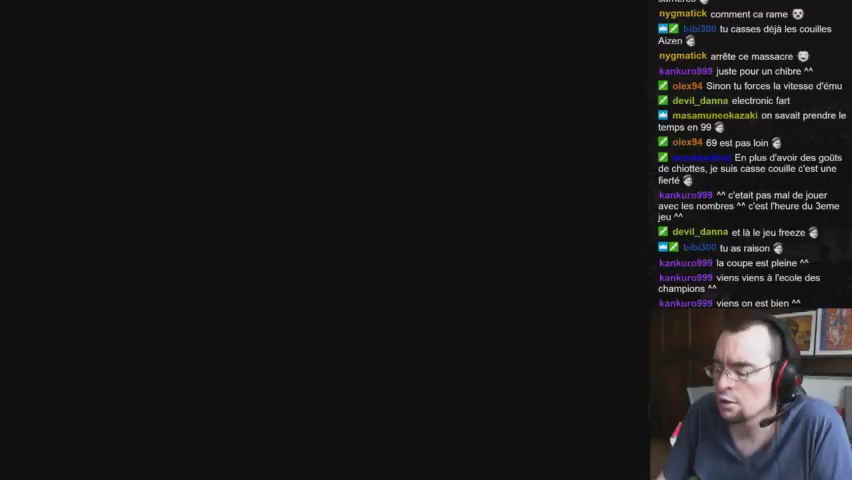 nygmatick comment ca rame
bibi300 tu casses déjà les couilles
Aizen
nygmatick arrête ce massacre
kankuro999 juste pour un chibre ^^
olex94 Sinon tu forces la vitesse d'ému
devil_danna electronic fart
masamuneokazaki on savait prendre le
temps en 99
olex94 69 est pas loin
En plus d'avoir des goûts
de chiottes, je suis casse couille c'est une
fierté
kankuro999 ^^ c'etait pas mal de jouer
avec les nombres ^^ c'est l'heure du 3eme
jeu ^^
devil_danna et là le jeu freeze
bibi300 tu as raison
kankuro999 la coupe est pleine ^^
kankuro999 viens viens à l'ecole des
champions ^^
kankuro999 viens on est bien ^^